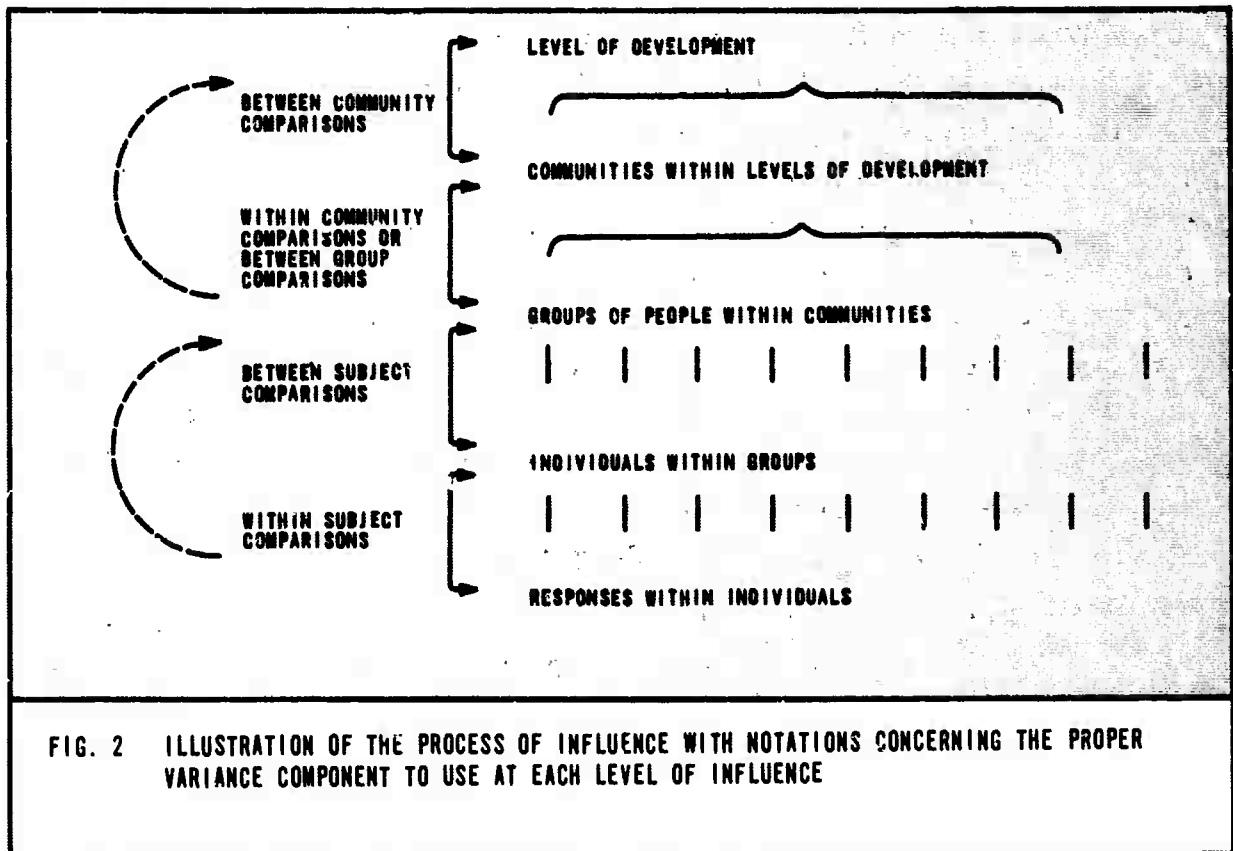 LEVEL OF DEVELOPMENT
BETWEEN COMMUNITY
COMPARISONS
COMMUNITIES WITHIN LEVELS OF DEVELOPMENT
WITHIN COMMUNITY
COMPARISONS OR
BETWEEN GROUP
COMPARISONS
GROUPS OF PEOPLE WITHIN COMMUNITIES
BETWEEN SUBJECT
COMPARISONS
INDIVIDUALS WITHIN GROUPS
WITHIN SUBJECT
COMPARISONS
RESPONSES WITHIN INDIVIDUALS
FIG. 2 ILLUSTRATION OF THE PROCESS OF INFLUENCE WITH NOTATIONS CONCERNING THE PROPER
VARIANCE COMPONENT TO USE AT EACH LEVEL OF INFLUENCE